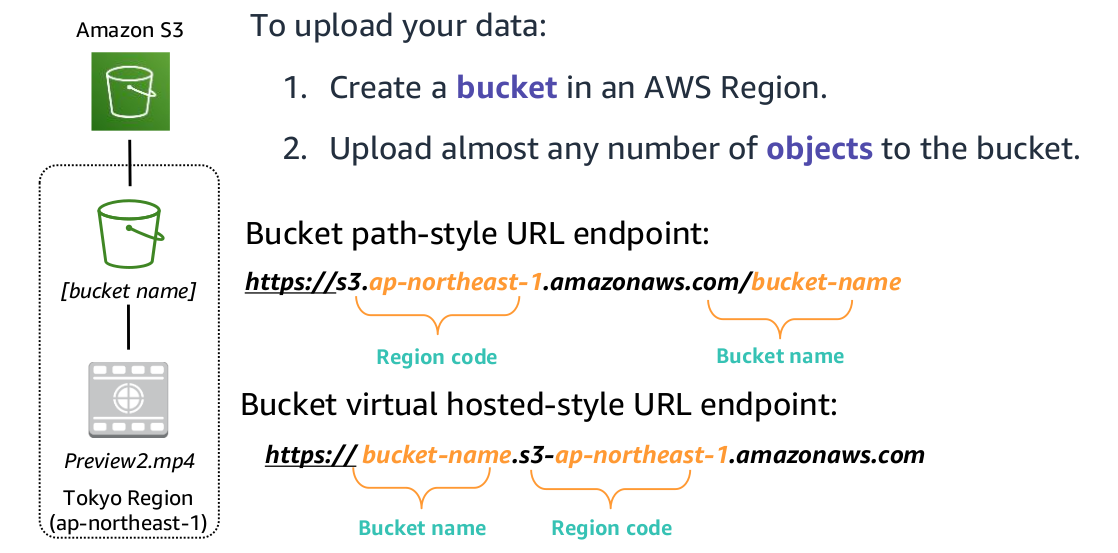 Amazon S3
[bucket name]
Preview2.mp4
Tokyo Region
(ap-northeast-1)
To upload your data:
1. Create a bucket in an AWS Region.
2. Upload almost any number of objects to the bucket.
Bucket path-style URL endpoint:
https://s3.ap-northeast-1.amazonaws.com/bucket-name
Region code
Bucket name
Bucket virtual hosted-style URL endpoint:
https:// bucket-name.s3-ap-northeast-1.amazonaws.com
Bucket name
Region code